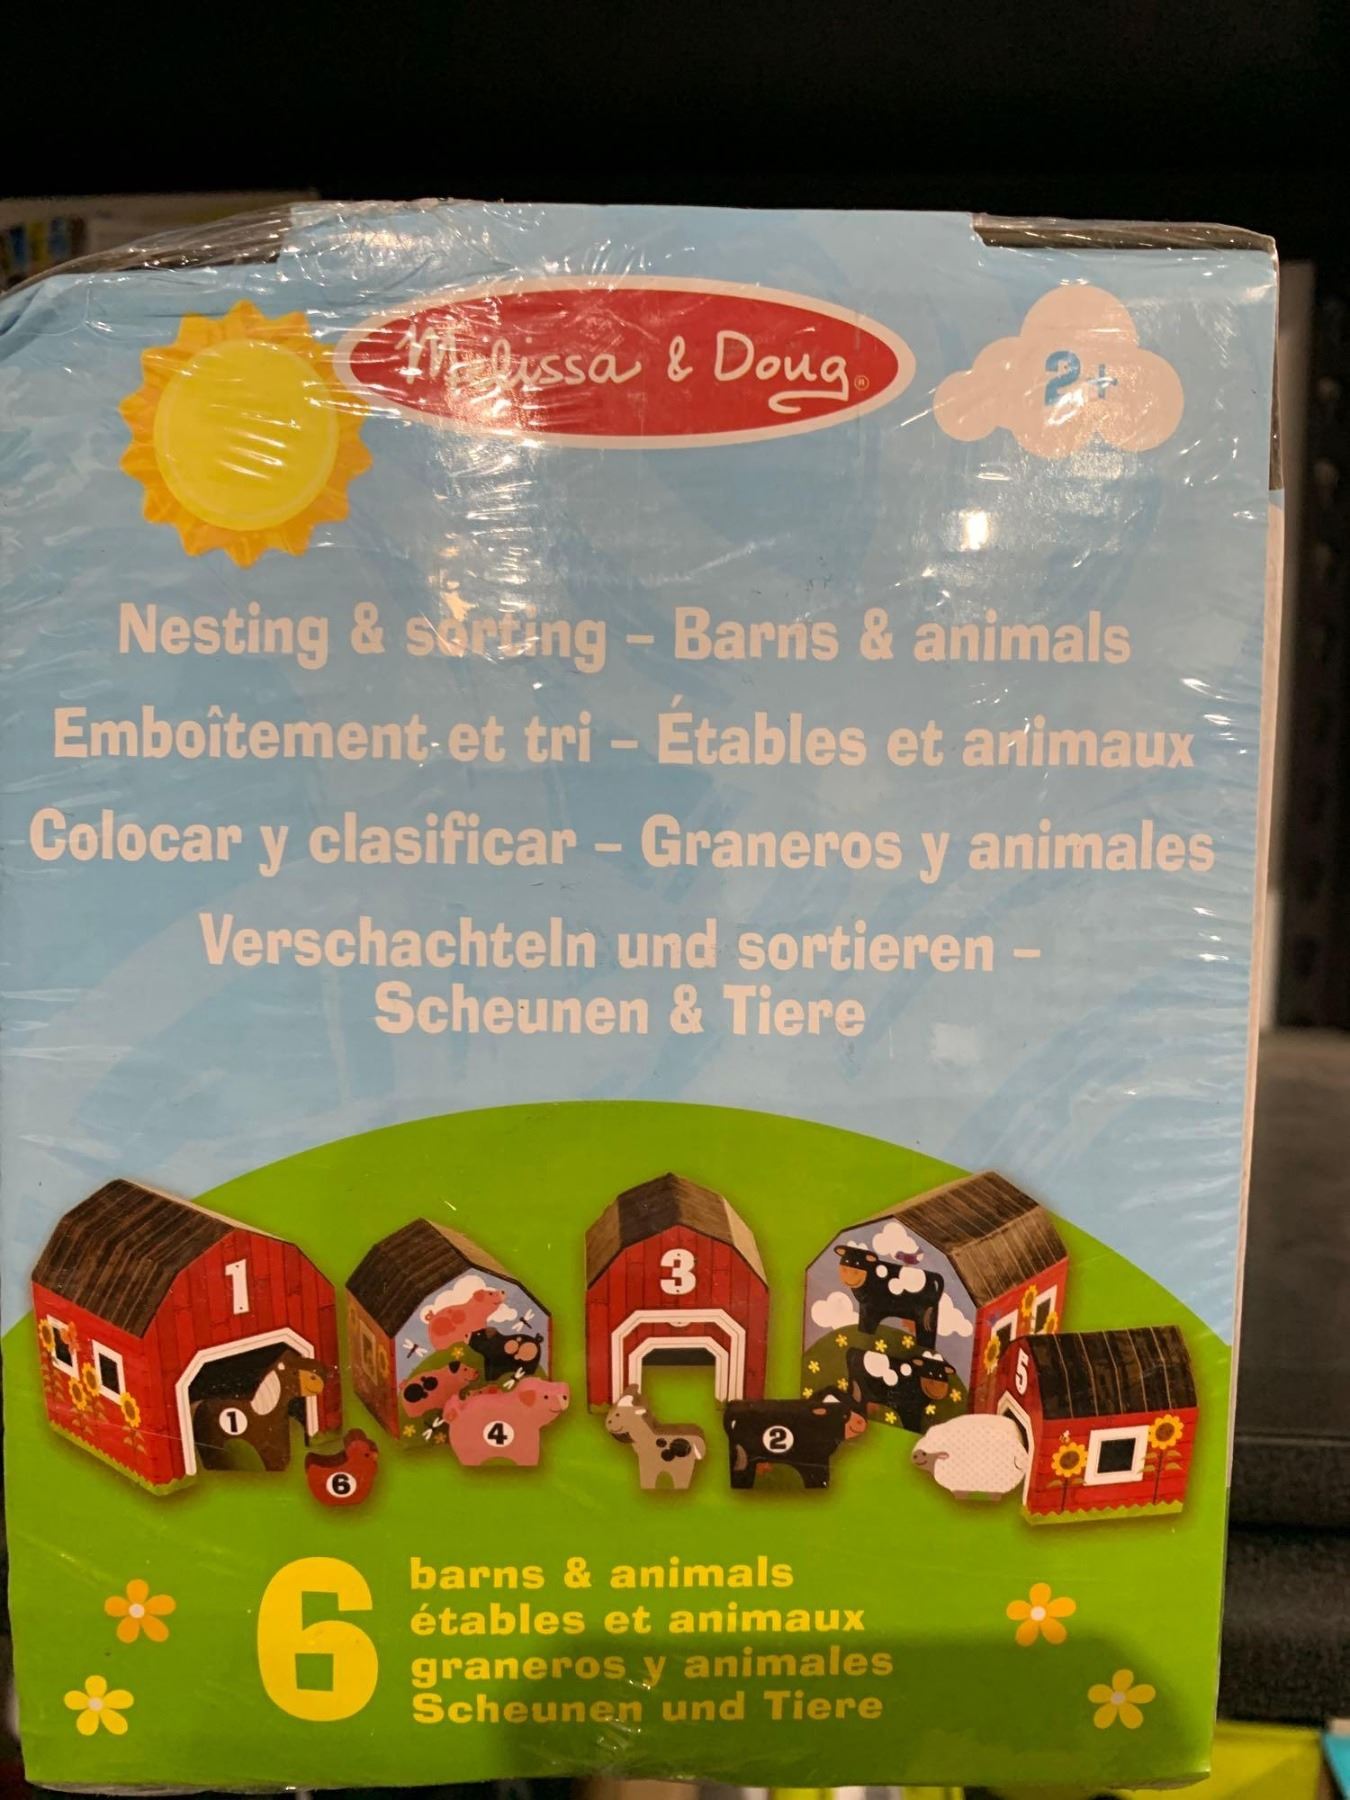 Melissa & Doug®
2+
Nesting & sorting – Barns & animals
Emboîtement et tri – Étables et animaux
Colocar y clasificar – Graneros y animales
Verschachteln und sortieren –
Scheunen & Tiere
1
3
5
1
6
4
2
6
barns & animals
étables et animaux
graneros y animales
Scheunen und Tiere